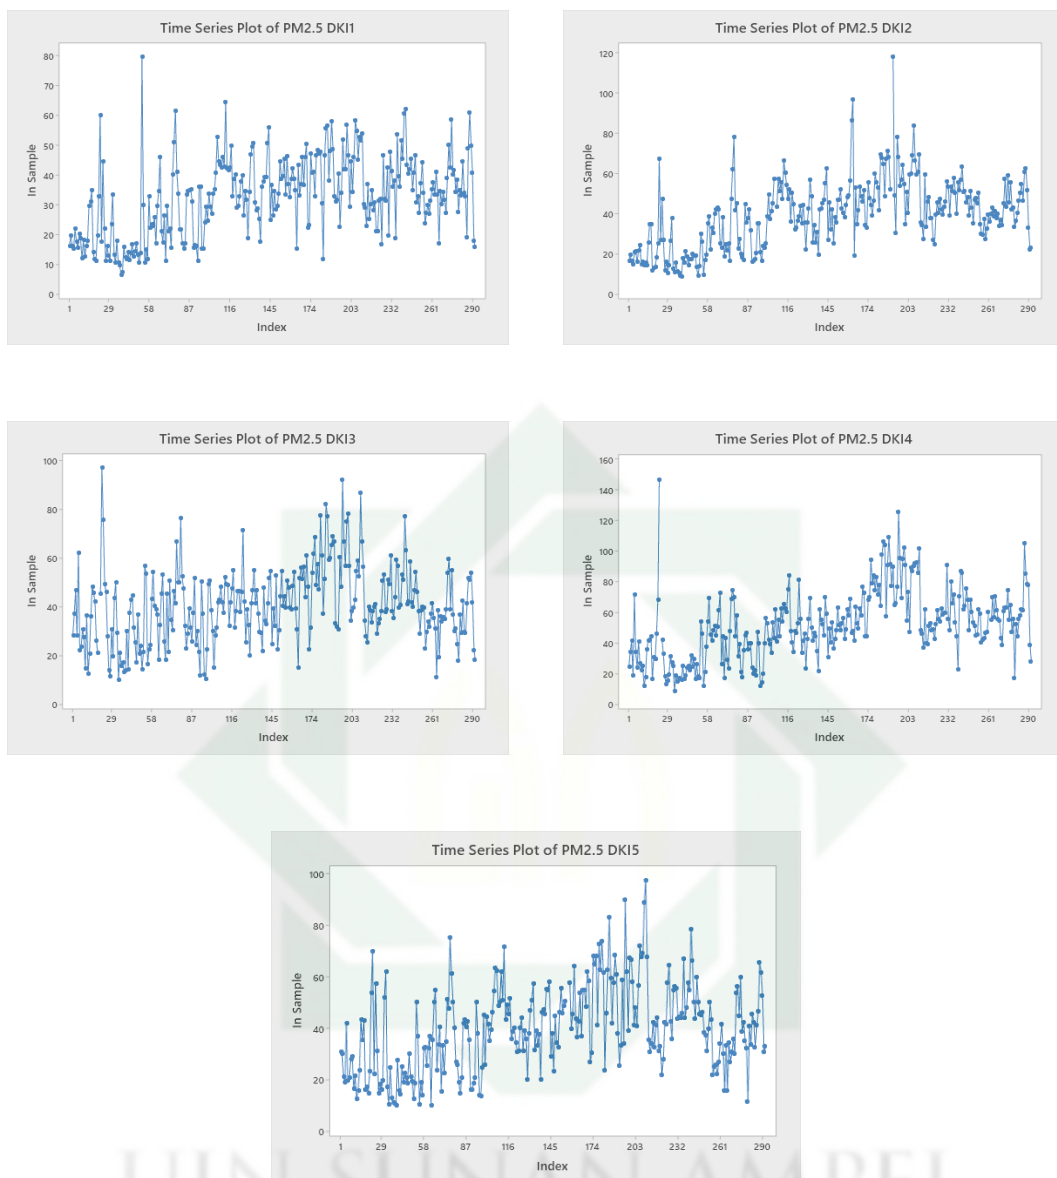 Time Series Plot of PM2.5 DKI1
80
70
60
50
40
30
20
10
0
In Sample
1 29 58 87 116 145 174 203 232 261 290
Index
Time Series Plot of PM2.5 DKI2
120
100
80
60
40
20
0
In Sample
1 29 58 87 116 145 174 203 232 261 290
Index
Time Series Plot of PM2.5 DKI3
100
80
60
40
20
0
In Sample
1 29 58 87 116 145 174 203 232 261 290
Index
Time Series Plot of PM2.5 DKI4
160
140
120
100
80
60
40
20
0
In Sample
1 29 58 87 116 145 174 203 232 261 290
Index
Time Series Plot of PM2.5 DKI5
100
80
60
40
20
0
In Sample
1 29 58 87 116 145 174 203 232 261 290
Index
UIN SUNAN AMPEL